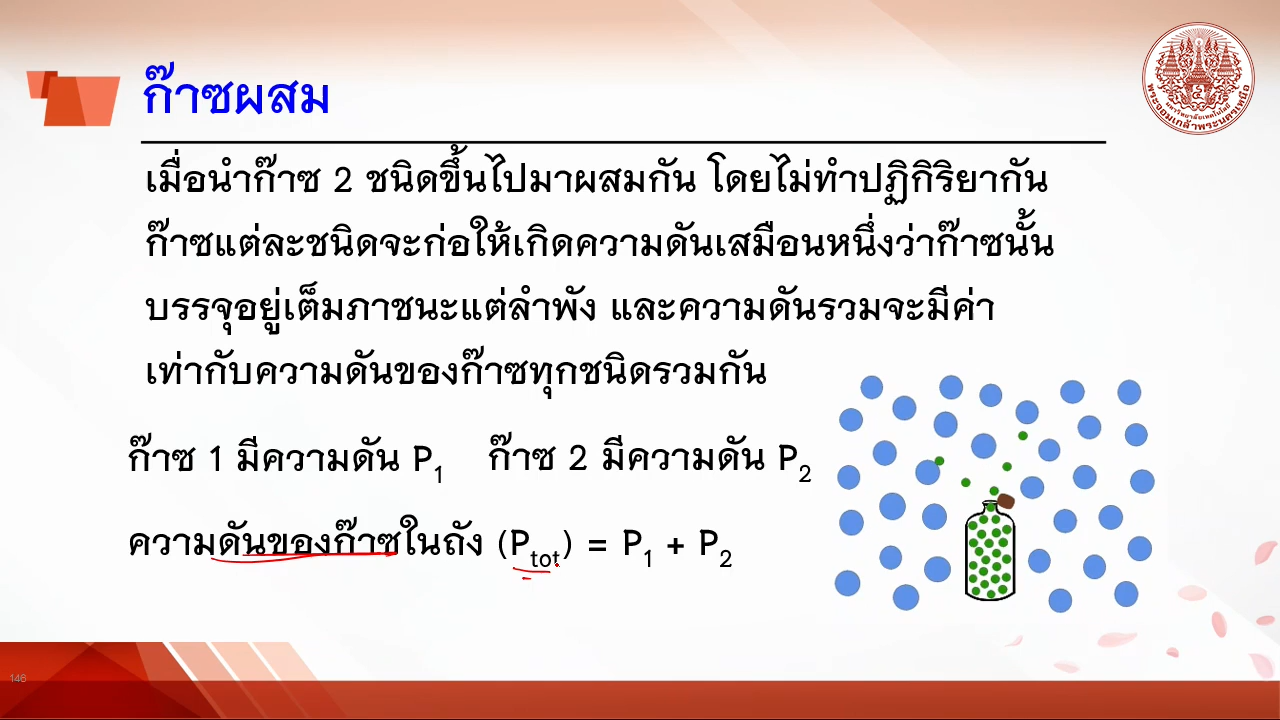 ก๊าซผสม
เมื่อนำก๊าซ 2 ชนิดขึ้นไปมาผสมกัน โดยไม่ทำปฏิกิริยากัน
ก๊าซแต่ละชนิดจะก่อให้เกิดความดันเสมือนหนึ่งว่าก๊าซนั้น
บรรจุอยู่เต็มภาชนะแต่ลำพัง และความดันรวมจะมีค่า
เท่ากับความดันของก๊าซทุกชนิดรวมกัน
ก๊าซ 1 มีความดัน P1 ก๊าซ 2 มีความดัน P2
ความดันของก๊าซในถัง (Ptot) = P1 + P2
146